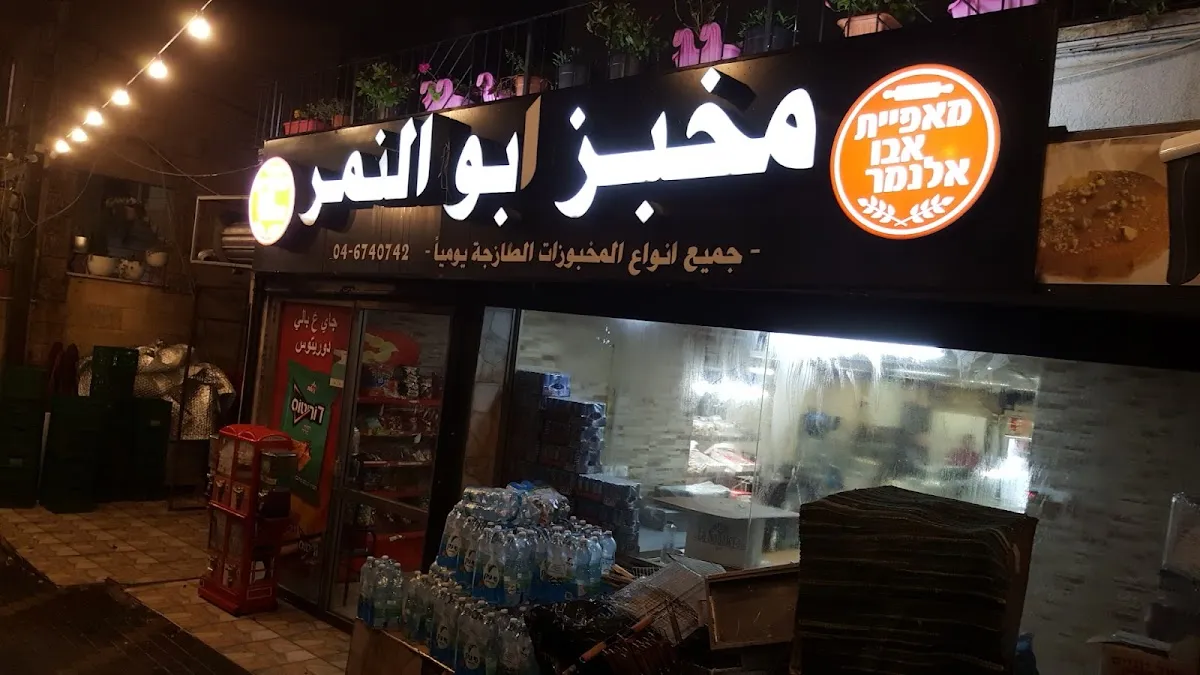 مخبز ابو النمر
מאפיית
אבו
אלנמר
- جميع انواع المخبوزات الطازجة يومياً - 04-6740742
جاي ع بالي
دوريتوس
דוריטוס